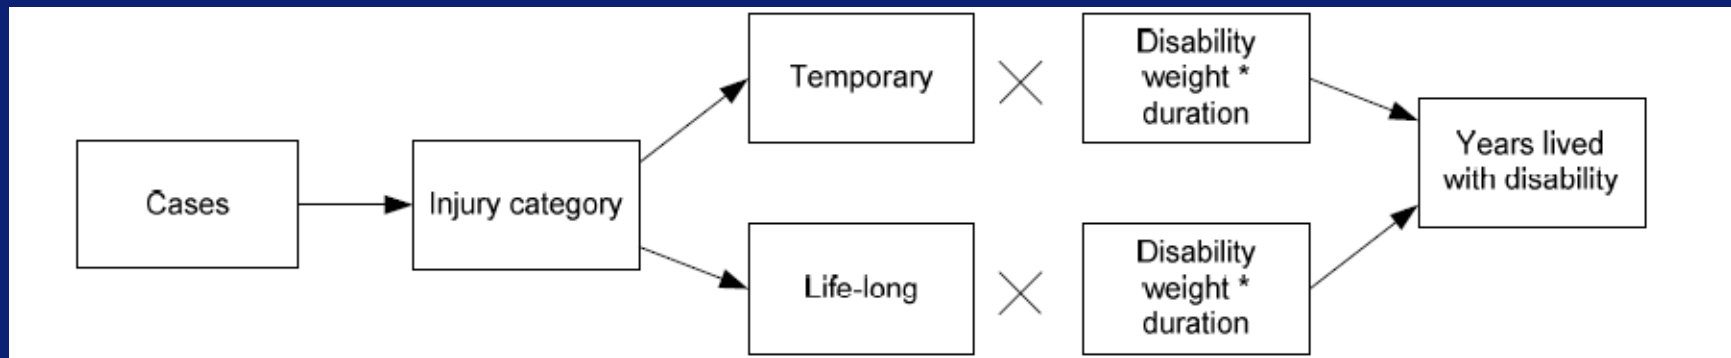 Cases
Injury category
Temporary
Disability
weight *
duration
Life-long
Disability
weight *
duration
Years lived
with disability